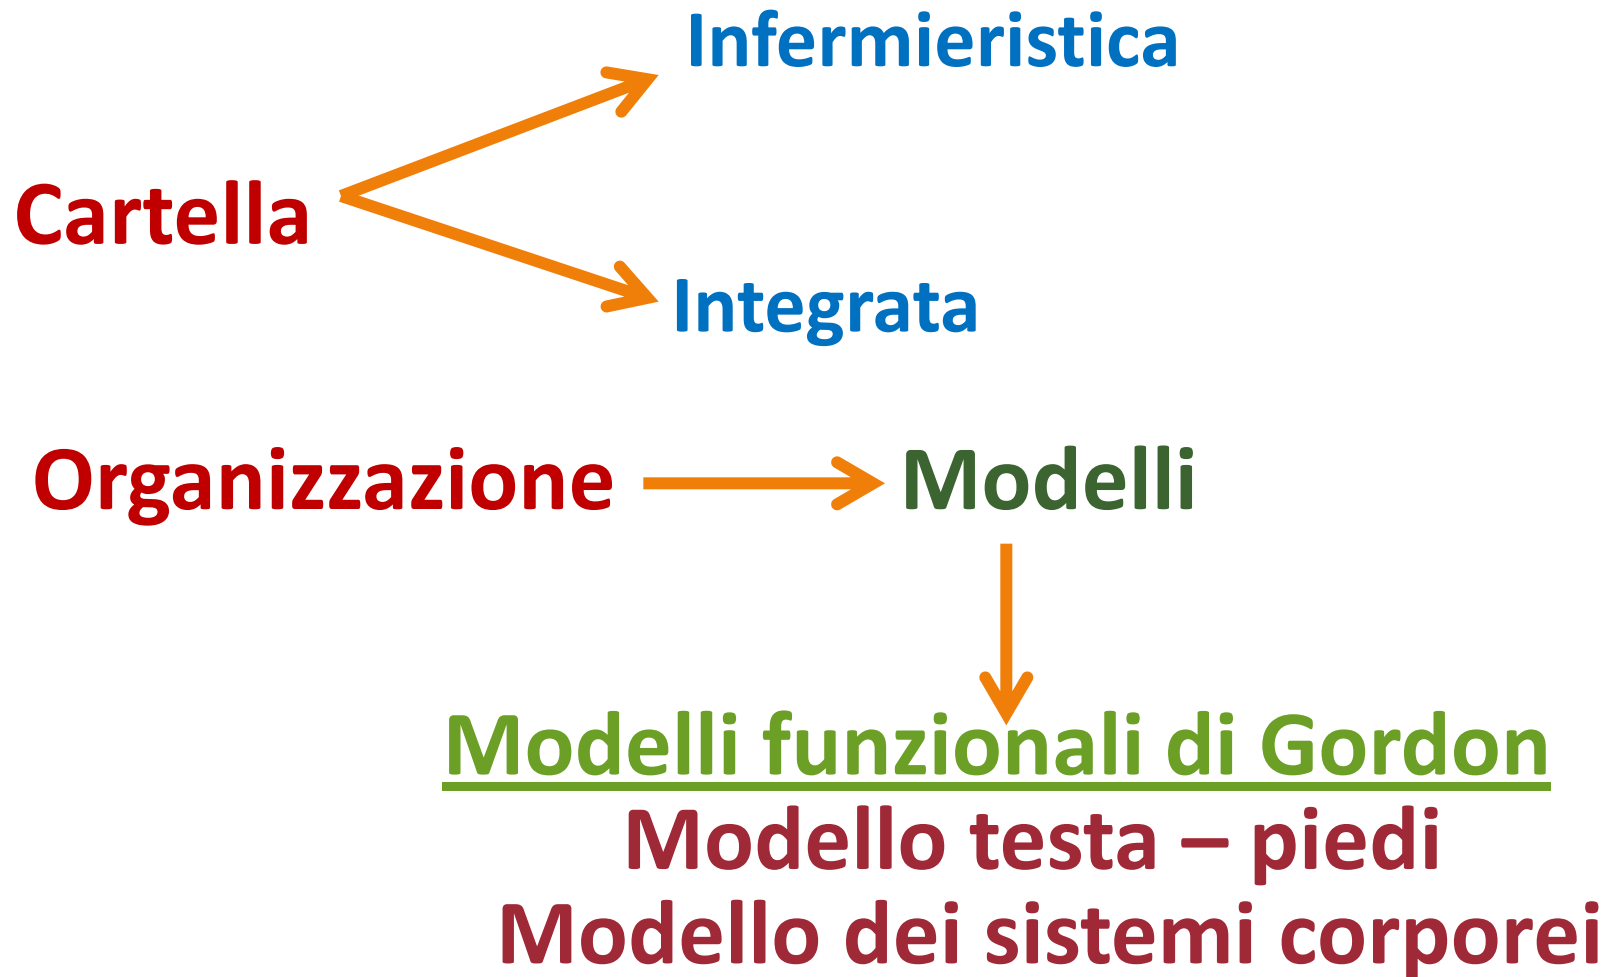 Infermieristica
Cartella
Integrata
Organizzazione
Modelli
Modelli funzionali di Gordon
Modello testa – piedi
Modello dei sistemi corporei